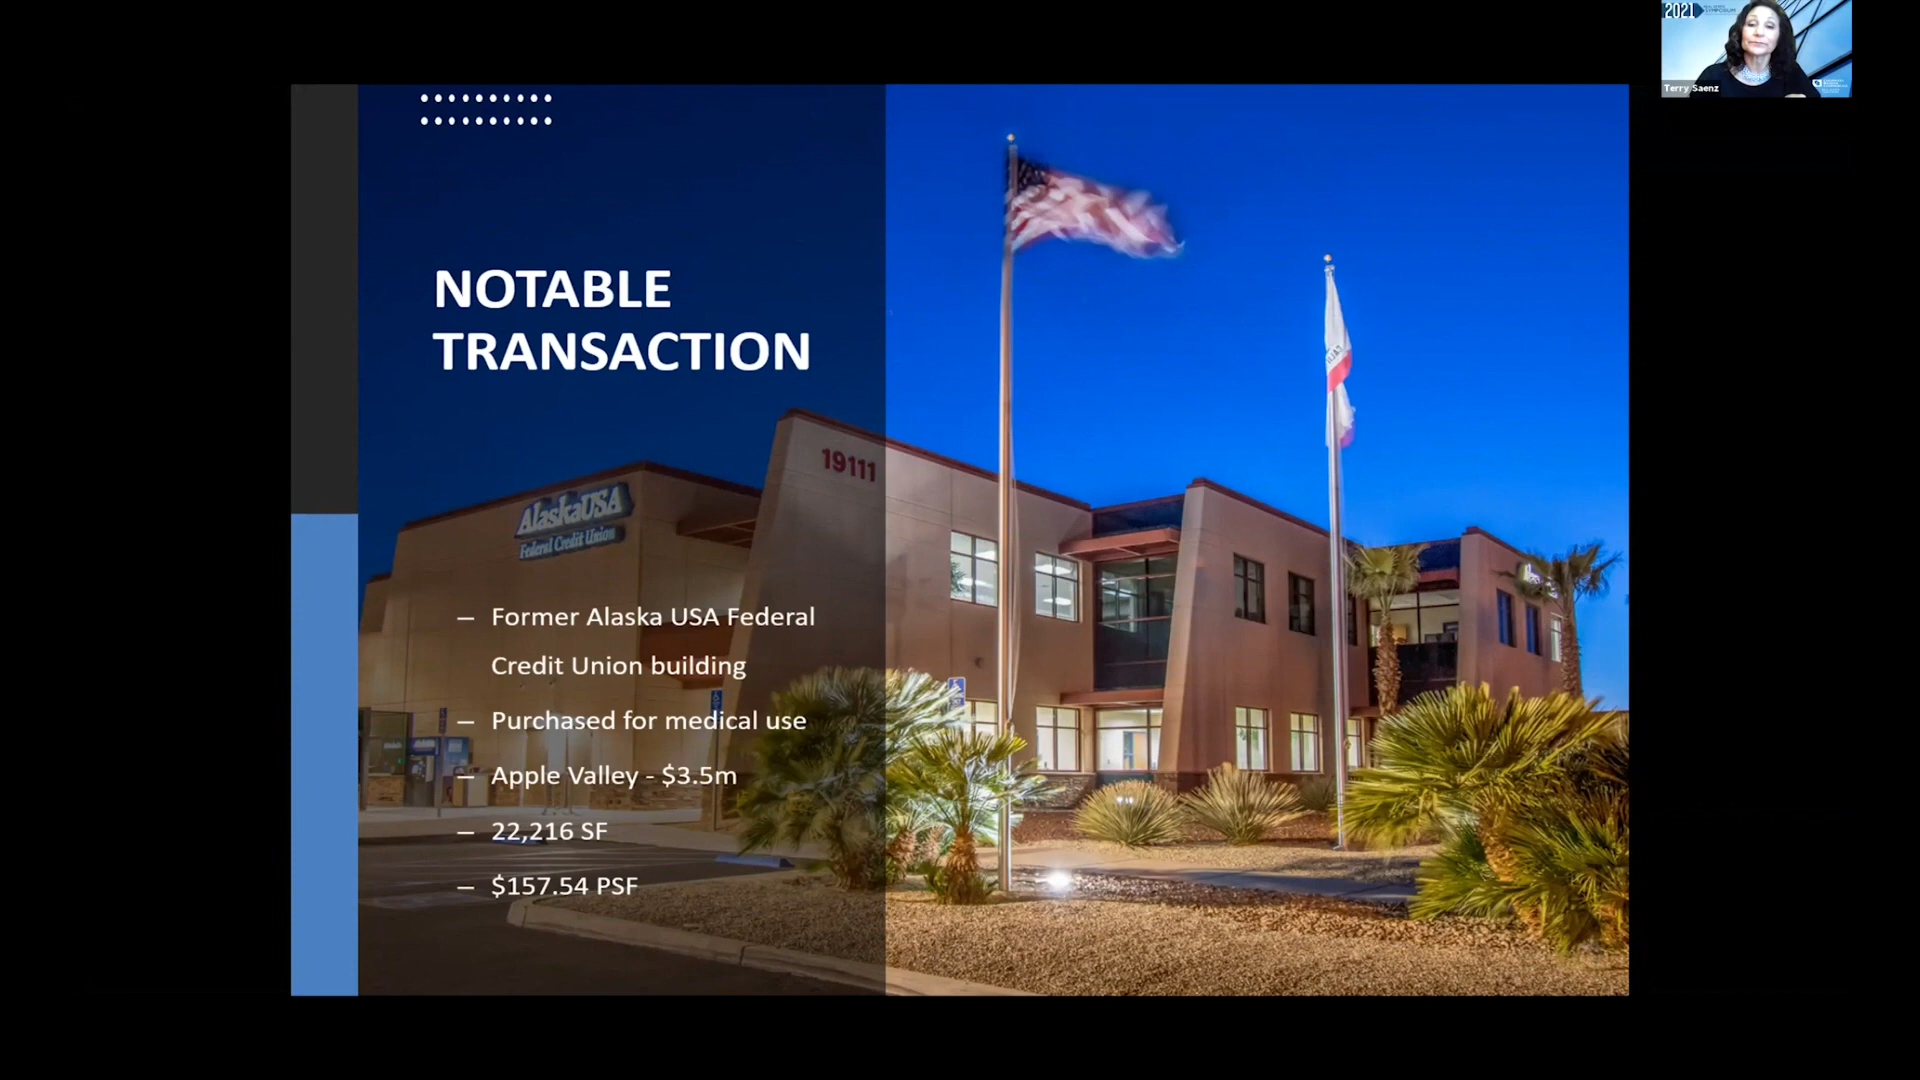 2021
SYMPOSIUM
Terry Saenz
NOTABLE
TRANSACTION
19111
AlaskaUSA
Federal Credit Union
– Former Alaska USA Federal
Credit Union building
– Purchased for medical use
– Apple Valley - $3.5m
– 22,216 SF
– $157.54 PSF